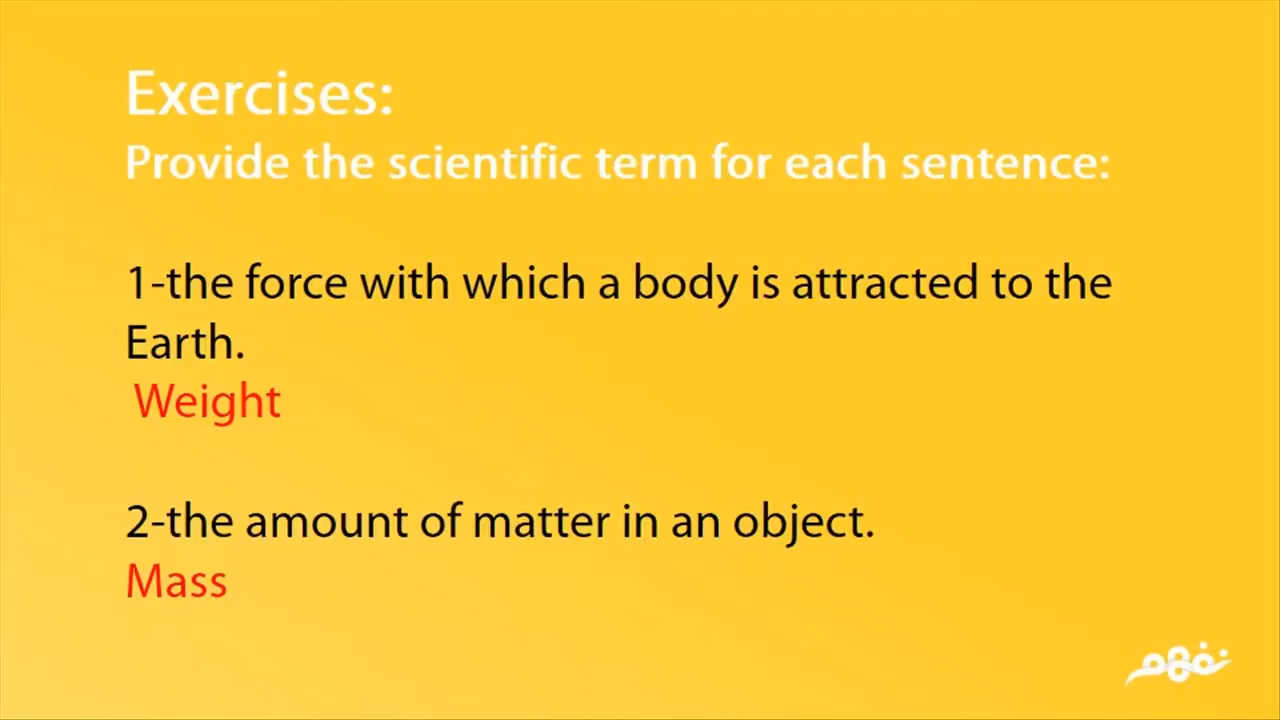 Exercises:
Provide the scientific term for each sentence:
1-the force with which a body is attracted to the
Earth.
Weight
2-the amount of matter in an object.
Mass
نفهم